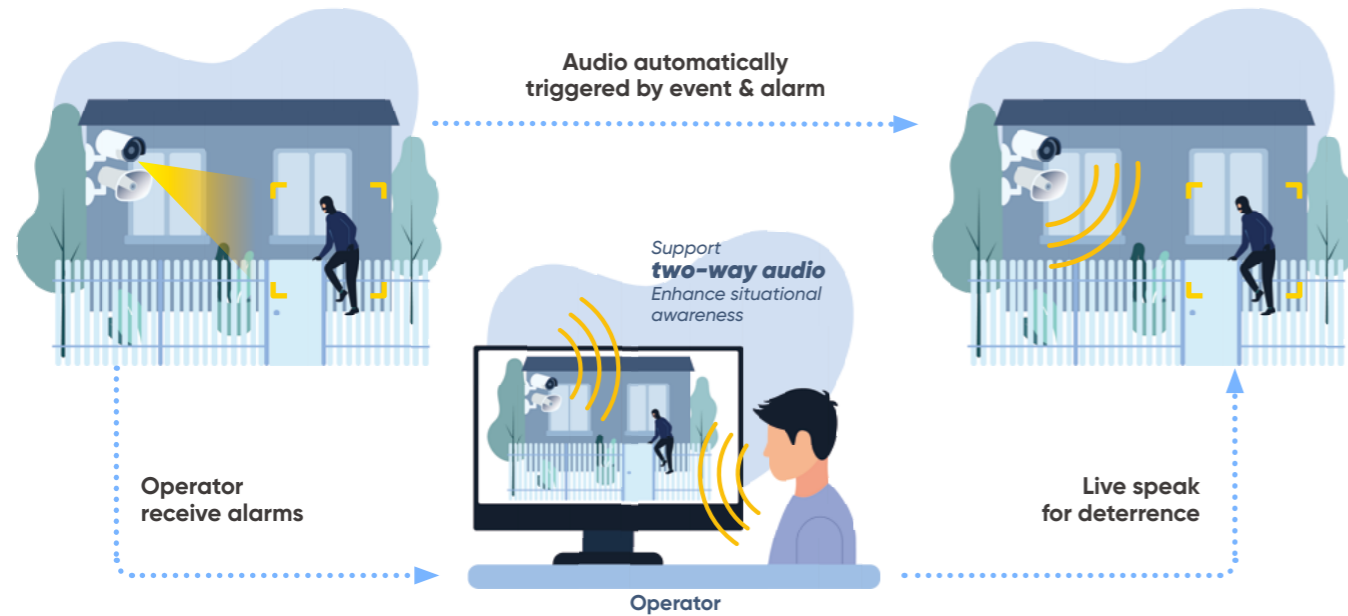 Audio automatically
triggered by event & alarm
Support
two-way audio
Enhance situational
awareness
Operator
receive alarms
Live speak
for deterrence
Operator